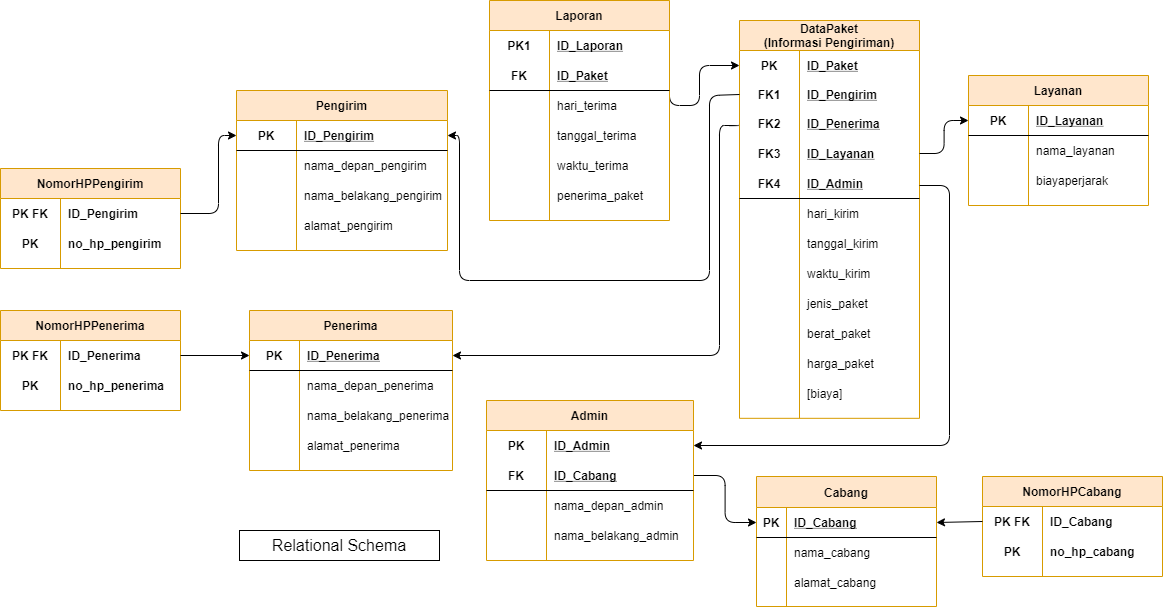 Laporan
PK1 ID_Laporan
FK ID_Paket
hari_terima
tanggal_terima
waktu_terima
penerima_paket
DataPaket
(Informasi Pengiriman)
PK ID_Paket
FK1 ID_Pengirim
FK2 ID_Penerima
FK3 ID_Layanan
FK4 ID_Admin
hari_kirim
tanggal_kirim
waktu_kirim
jenis_paket
berat_paket
harga_paket
[biaya]
Layanan
PK ID_Layanan
nama_layanan
biayaperjarak
Pengirim
PK ID_Pengirim
nama_depan_pengirim
nama_belakang_pengirim
alamat_pengirim
NomorHPPengirim
PK FK ID_Pengirim
PK no_hp_pengirim
NomorHPPenerima
PK FK ID_Penerima
PK no_hp_penerima
Penerima
PK ID_Penerima
nama_depan_penerima
nama_belakang_penerima
alamat_penerima
Admin
PK ID_Admin
FK ID_Cabang
nama_depan_admin
nama_belakang_admin
Cabang
PK ID_Cabang
nama_cabang
alamat_cabang
NomorHPCabang
PK FK ID_Cabang
PK no_hp_cabang
Relational Schema